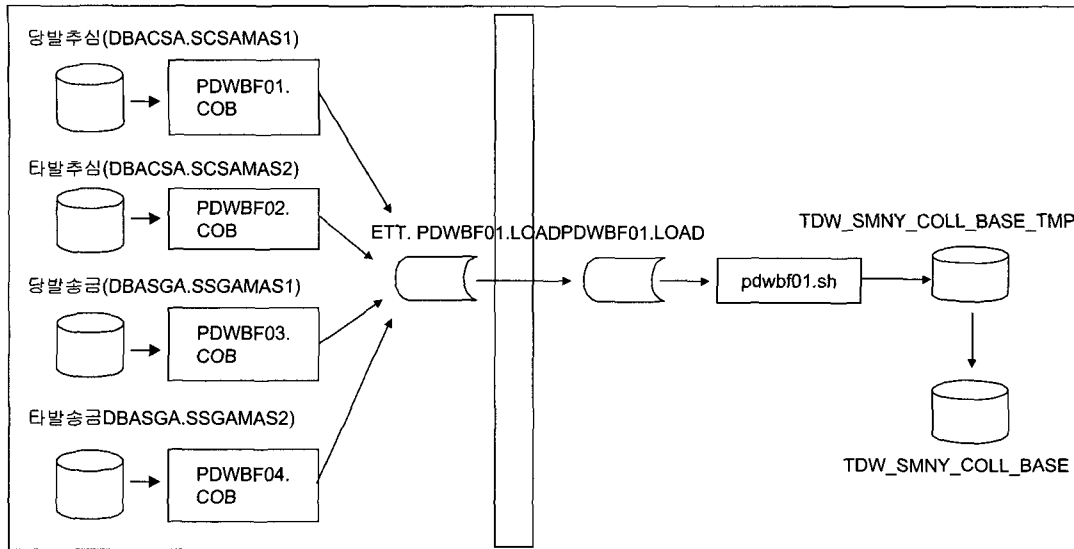 당발추심(DBACSA.SCSAMAS1)
PDWBF01.
COB
타발추심(DBACSA.SCSAMAS2)
PDWBF02.
COB
ETT. PDWBF01.LOADPDWBF01.LOAD
TDW_SMNY_COLL_BASE_TMP
pdwbf01.sh
당발송금(DBASGA.SSGAMAS1)
PDWBF03.
COB
타발송금DBASGA.SSGAMAS2)
PDWBF04.
COB
TDW_SMNY_COLL_BASE